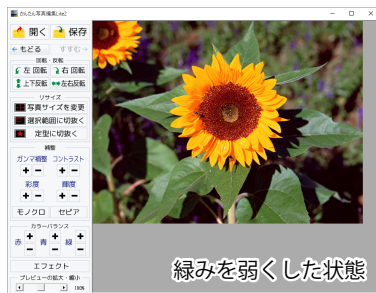 かんたん写真編集Lite2
開く 保存
←もどる すすむ→
回転・反転
左 回転 右 回転
上下反転 左右反転
リサイズ
写真サイズを変更
選択範囲に切抜く
定型に切抜く
補整
ガンマ補整 コントラスト
+ - + -
彩度 輝度
+ - + -
モノクロ セピア
カラーバランス
赤 + - 青 + - 緑 + -
エフェクト
プレビューの拡大・縮小
100%
緑みを弱くした状態